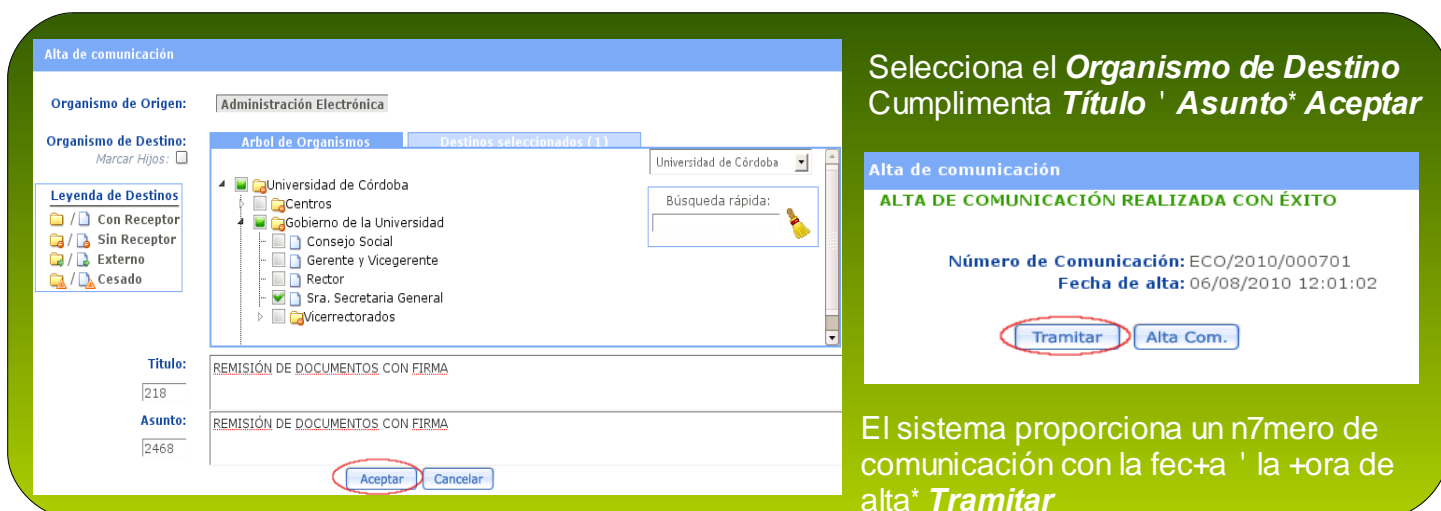 Alta de comunicación
Organismo de Origen: Administración Electrónica
Organismo de Destino:
Marcar Hijos:
Arbol de Organismos Destinos seleccionados (1)
Universidad de Córdoba
Búsqueda rápida:
Leyenda de Destinos
/ Con Receptor
/ Sin Receptor
/ Externo
/ Cesado
Universidad de Córdoba
Centros
Gobierno de la Universidad
Consejo Social
Gerente y Vicegerente
Rector
Sra. Secretaria General
Vicerrectorados
Titulo:
218
REMISIÓN DE DOCUMENTOS CON FIRMA
Asunto:
2468
REMISIÓN DE DOCUMENTOS CON FIRMA
Aceptar Cancelar
Selecciona el Organismo de Destino
Cumplimenta Título ' Asunto* Aceptar
Alta de comunicación
ALTA DE COMUNICACIÓN REALIZADA CON ÉXITO
Número de Comunicación: ECO/2010/000701
Fecha de alta: 06/08/2010 12:01:02
Tramitar Alta Com.
El sistema proporciona un n7mero de
comunicación con la fec+a ' la +ora de
alta* Tramitar